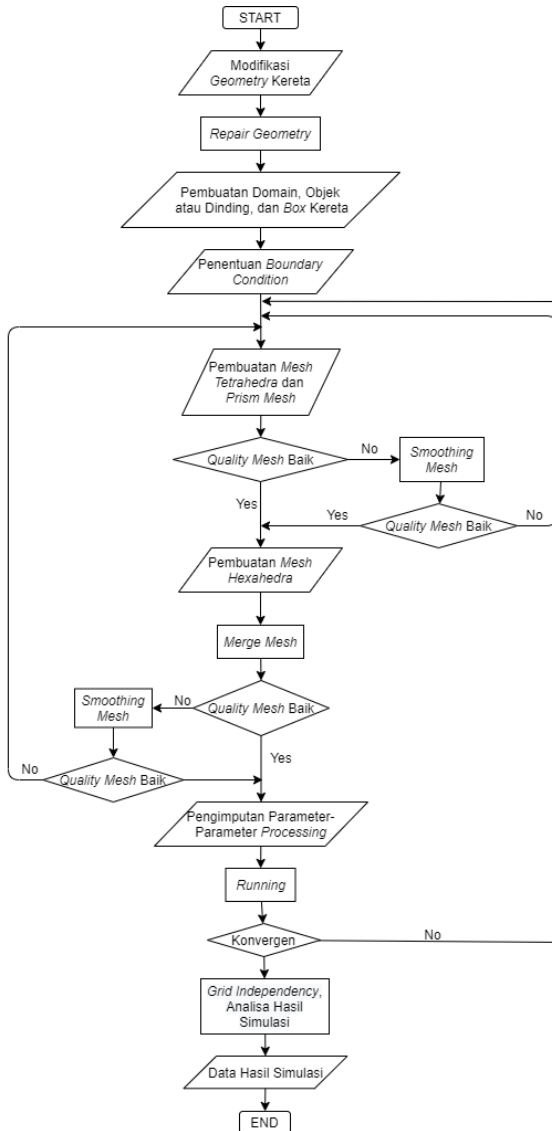 START
Modifikasi
Geometry Kereta
Repair Geometry
Pembuatan Domain, Objek
atau Dinding, dan Box Kereta
Penentuan Boundary
Condition
Pembuatan Mesh
Tetrahedra dan
Prism Mesh
Quality Mesh Baik
No
Smoothing
Mesh
Yes
Yes
Quality Mesh Baik
No
Pembuatan Mesh
Hexahedra
Merge Mesh
Quality Mesh Baik
No
Smoothing
Mesh
Yes
No
Quality Mesh Baik
Pengimputan Parameter-
Parameter Processing
Running
Konvergen
No
Grid Independency,
Analisa Hasil
Simulasi
Data Hasil Simulasi
END